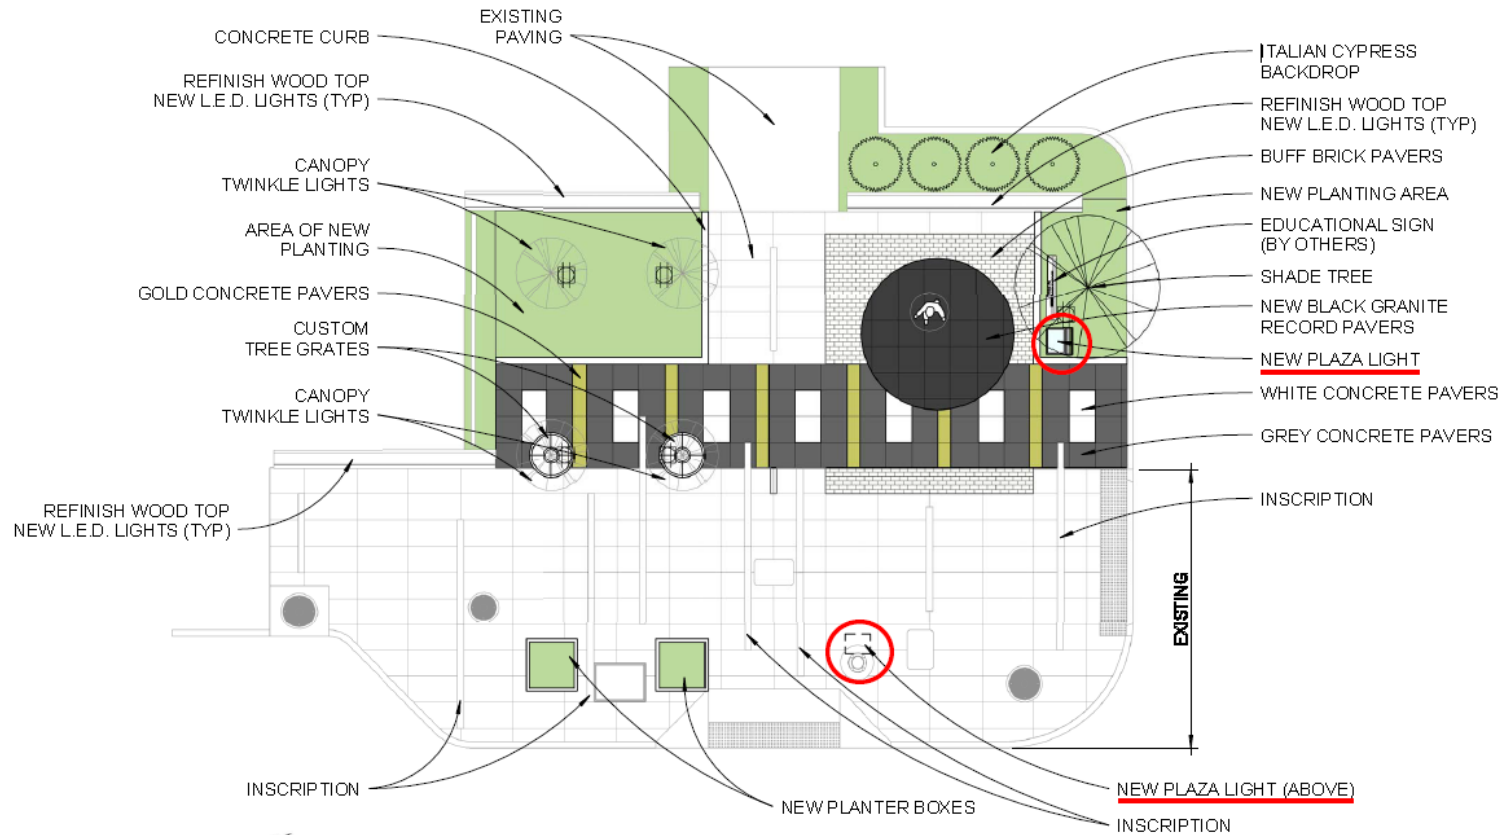 EXISTING
PAVING
CONCRETE CURB
REFINISH WOOD TOP
NEW L.E.D. LIGHTS (TYP)
CANOPY
TWINKLE LIGHTS
AREA OF NEW
PLANTING
GOLD CONCRETE PAVERS
CUSTOM
TREE GRATES
CANOPY
TWINKLE LIGHTS
REFINISH WOOD TOP
NEW L.E.D. LIGHTS (TYP)
INSCRIPTION
NEW PLANTER BOXES
ITALIAN CYPRESS
BACKDROP
REFINISH WOOD TOP
NEW L.E.D. LIGHTS (TYP)
BUFF BRICK PAVERS
NEW PLANTING AREA
EDUCATIONAL SIGN
(BY OTHERS)
SHADE TREE
NEW BLACK GRANITE
RECORD PAVERS
NEW PLAZA LIGHT
WHITE CONCRETE PAVERS
GREY CONCRETE PAVERS
INSCRIPTION
EXISTING
NEW PLAZA LIGHT (ABOVE)
INSCRIPTION